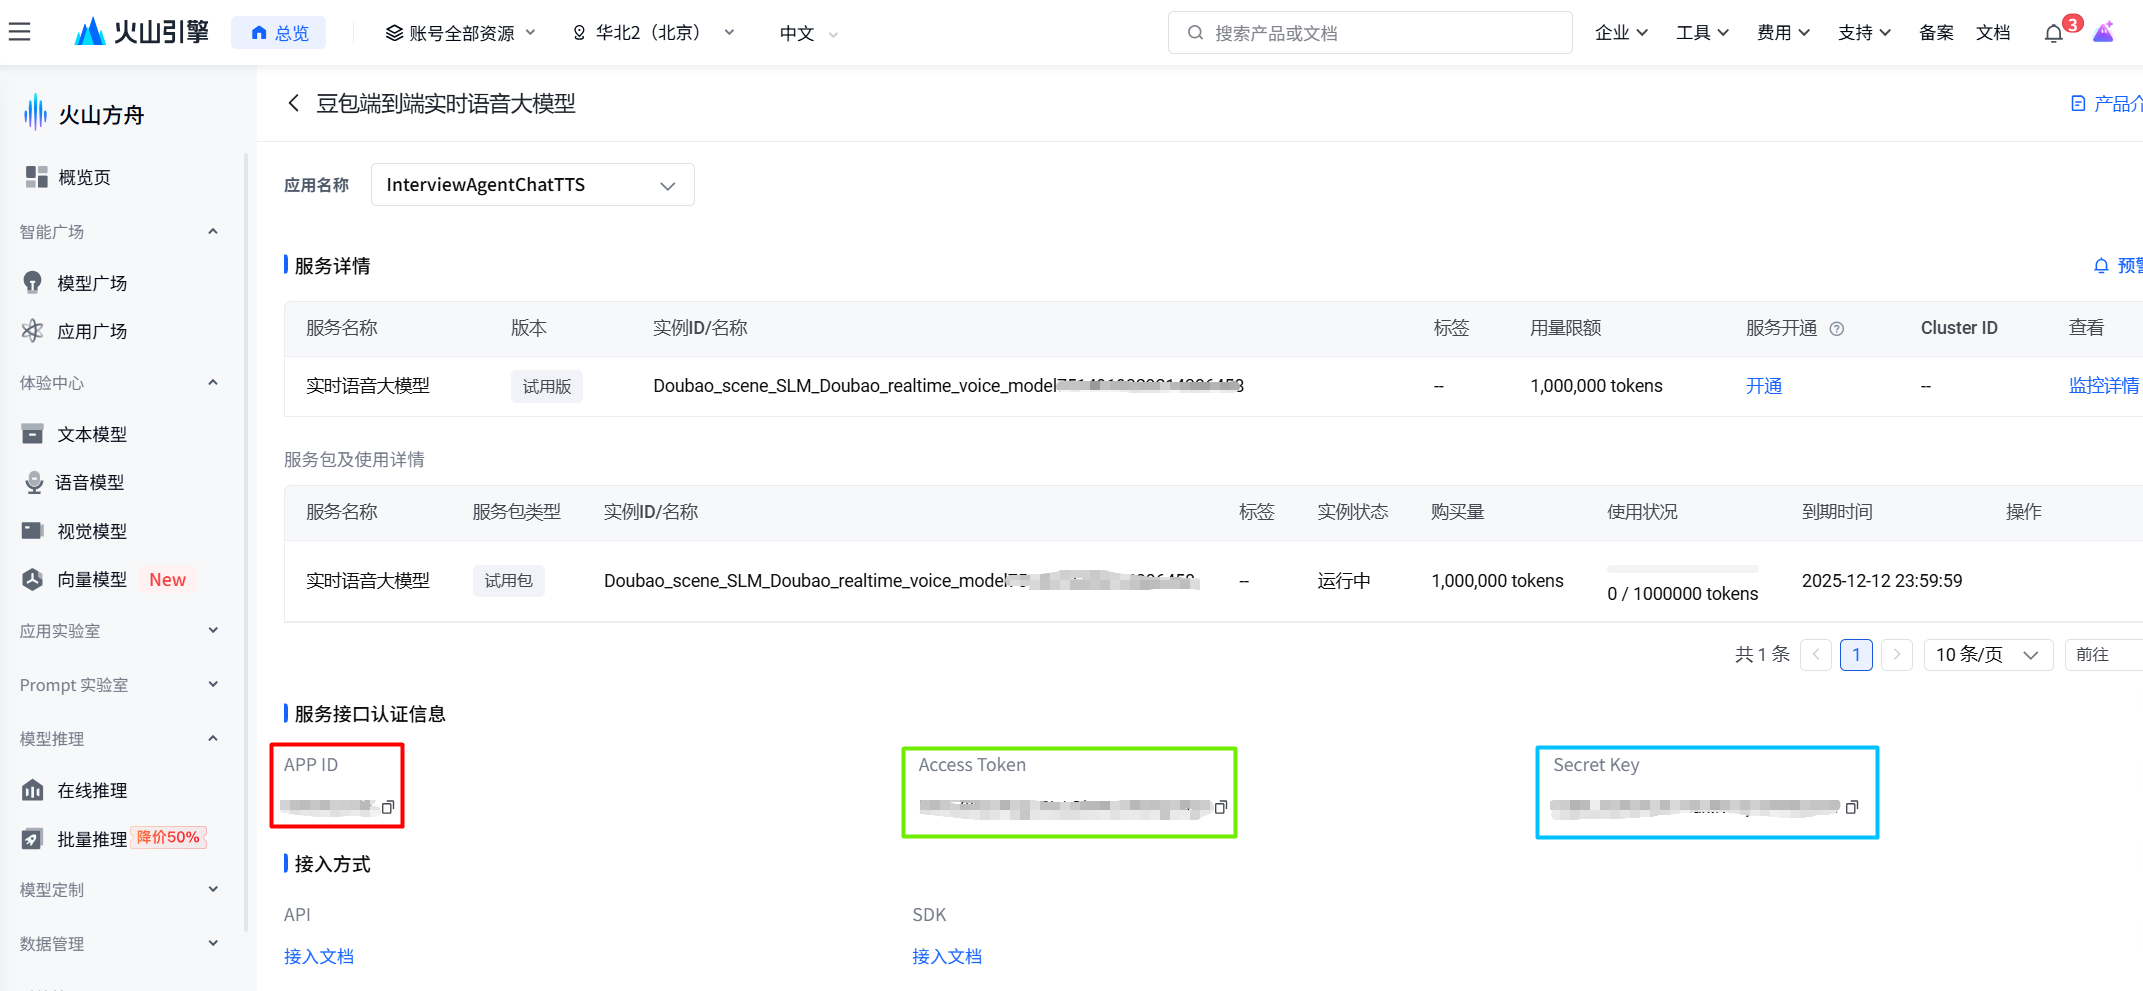 火山引擎 总览 账号全部资源 华北2（北京） 中文 搜索产品或文档 企业 工具 费用 支持 备案 文档 3
火山方舟
概览页
智能广场
模型广场
应用广场
体验中心
文本模型
语音模型
视觉模型
向量模型 New
应用实验室
Prompt 实验室
模型推理
在线推理
批量推理 降价50%
模型定制
数据管理
豆包端到端实时语音大模型 产品介
应用名称 InterviewAgentChatTTS
服务详情 预警
服务名称 版本 实例ID/名称 标签 用量限额 服务开通 Cluster ID 查看
实时语音大模型 试用版 Doubao_scene_SLM_Doubao_realtime_voice_model -- 1,000,000 tokens 开通 -- 监控详情
服务包及使用详情
服务名称 服务包类型 实例ID/名称 标签 实例状态 购买量 使用状况 到期时间 操作
实时语音大模型 试用包 Doubao_scene_SLM_Doubao_realtime_voice_model -- 运行中 1,000,000 tokens 0 / 1000000 tokens 2025-12-12 23:59:59
共 1 条 1 10 条/页 前往
服务接口认证信息
APP ID Access Token Secret Key
接入方式
API SDK
接入文档 接入文档